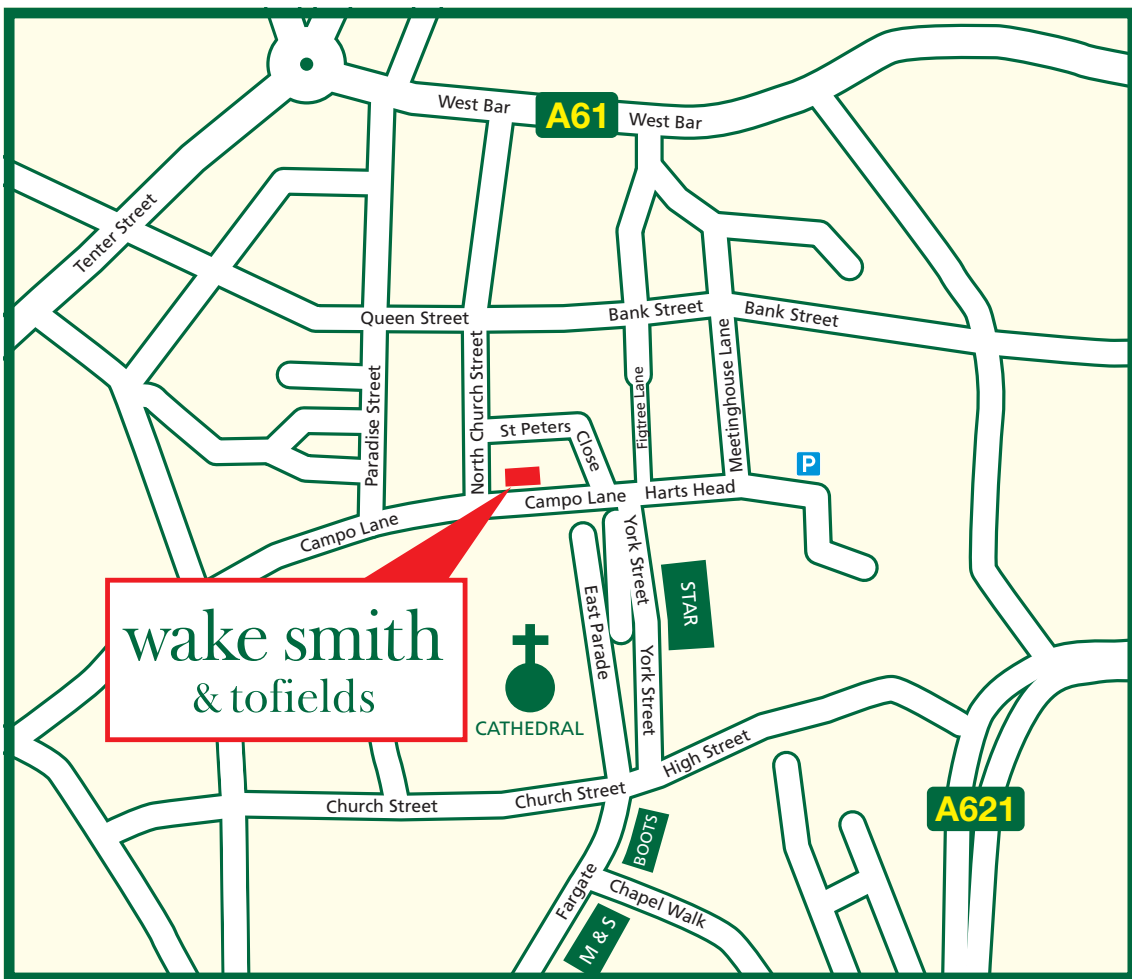 West Bar
A61
West Bar
Tenter Street
Queen Street
Bank Street
Bank Street
Paradise Street
North Church Street
Figtree Lane
Meetinghouse Lane
St Peters
Close
P
Campo Lane
Harts Head
Campo Lane
York Street
STAR
East Parade
wake smith
& tofields
York Street
CATHEDRAL
High Street
Church Street
Church Street
A621
BOOTS
Fargate
Chapel Walk
M & S